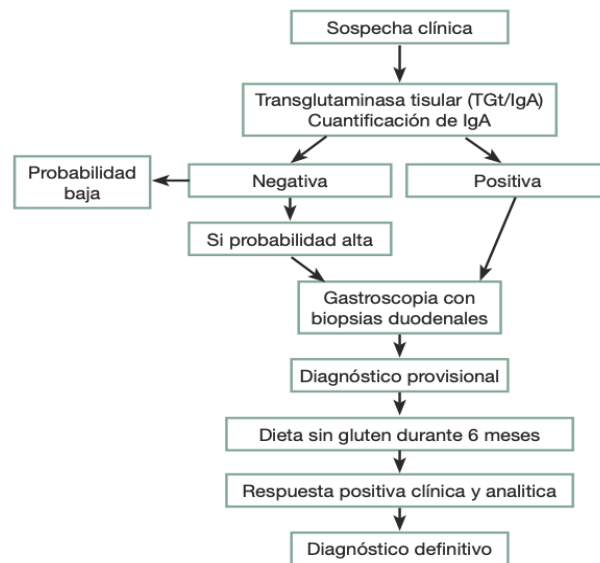 Sospecha clínica
Transglutaminasa tisular (TGt/IgA)
Cuantificación de IgA
Probabilidad
baja
Negativa
Positiva
Si probabilidad alta
Gastroscopia con
biopsias duodenales
Diagnóstico provisional
Dieta sin gluten durante 6 meses
Respuesta positiva clínica y analitica
Diagnóstico definitivo